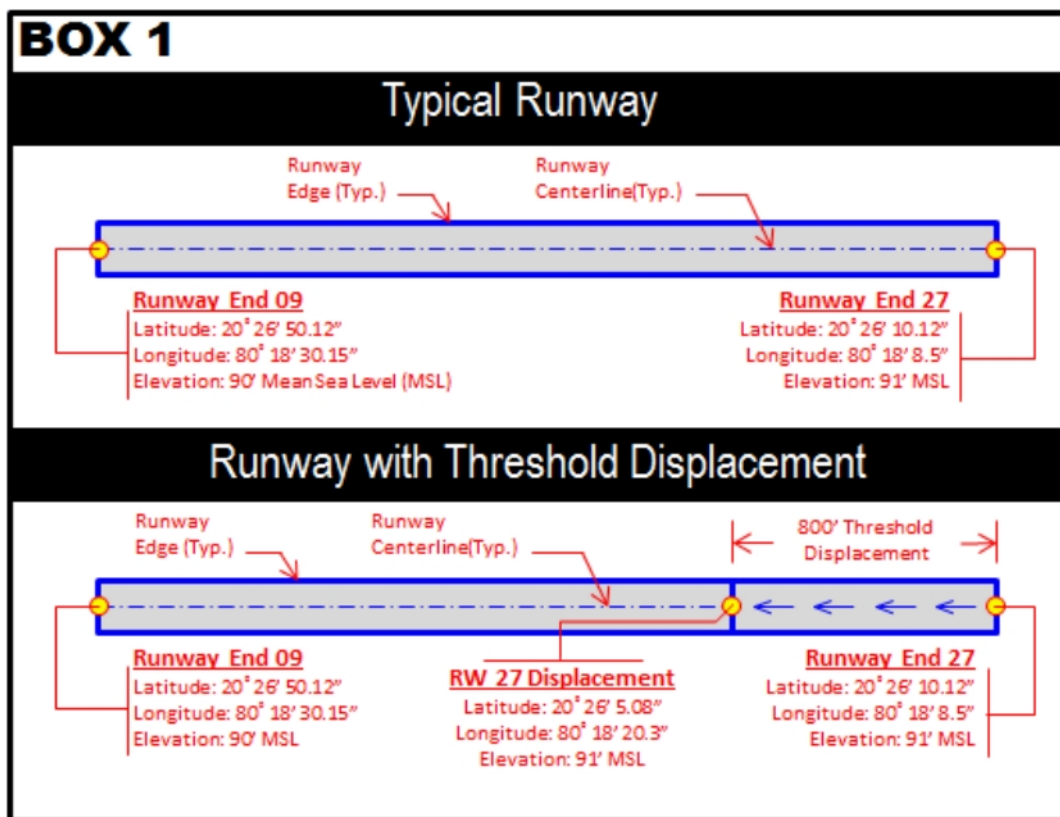 BOX 1
Typical Runway
Runway
Edge (Typ.)
Runway
Centerline(Typ.)
Runway End 09
Latitude: 20° 26' 50.12"
Longitude: 80° 18' 30.15"
Elevation: 90' Mean Sea Level (MSL)
Runway End 27
Latitude: 20° 26' 10.12"
Longitude: 80° 18' 8.5"
Elevation: 91' MSL
Runway with Threshold Displacement
Runway
Edge (Typ.)
Runway
Centerline(Typ.)
800' Threshold
Displacement
Runway End 09
Latitude: 20° 26' 50.12"
Longitude: 80° 18' 30.15"
Elevation: 90' MSL
RW 27 Displacement
Latitude: 20° 26' 5.08"
Longitude: 80° 18' 20.3"
Elevation: 91' MSL
Runway End 27
Latitude: 20° 26' 10.12"
Longitude: 80° 18' 8.5"
Elevation: 91' MSL